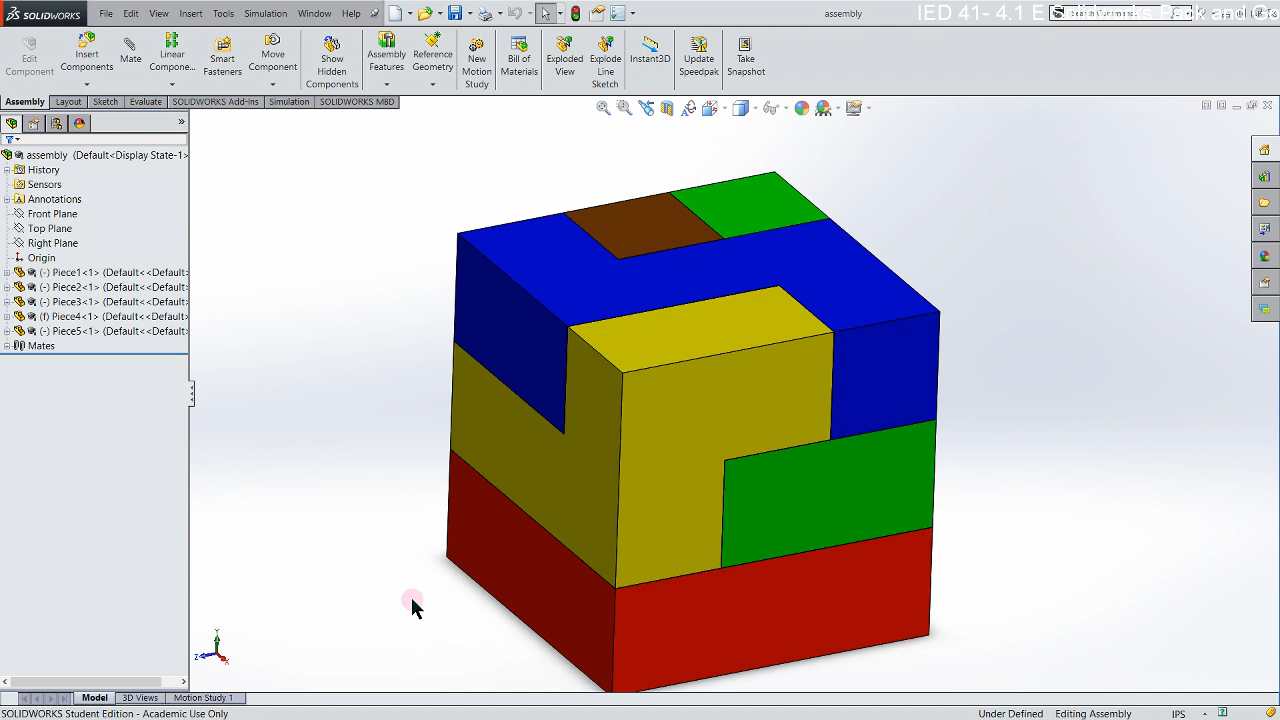 SOLIDWORKS File Edit View Insert Tools Simulation Window Help assembly
IED 41- 4.1 E
Edit Component
Insert Components
Mate
Linear Compone...
Smart Fasteners
Move Component
Show Hidden Components
Assembly Features
Reference Geometry
New Motion Study
Bill of Materials
Exploded View
Explode Line Sketch
Instant3D
Update Speedpak
Take Snapshot
Assembly Layout Sketch Evaluate SOLIDWORKS Add-Ins Simulation SOLIDWORKS MBD
assembly (Default<Display State-1>
History
Sensors
Annotations
Front Plane
Top Plane
Right Plane
Origin
(-) Piece1<1> (Default<<Default>
(-) Piece2<1> (Default<<Default>
(-) Piece3<1> (Default<<Default>
(f) Piece4<1> (Default<<Default>
(-) Piece5<1> (Default<<Default>
Mates
Y
Z
X
Model 3D Views Motion Study 1
SOLIDWORKS Student Edition - Academic Use Only Under Defined Editing Assembly IPS